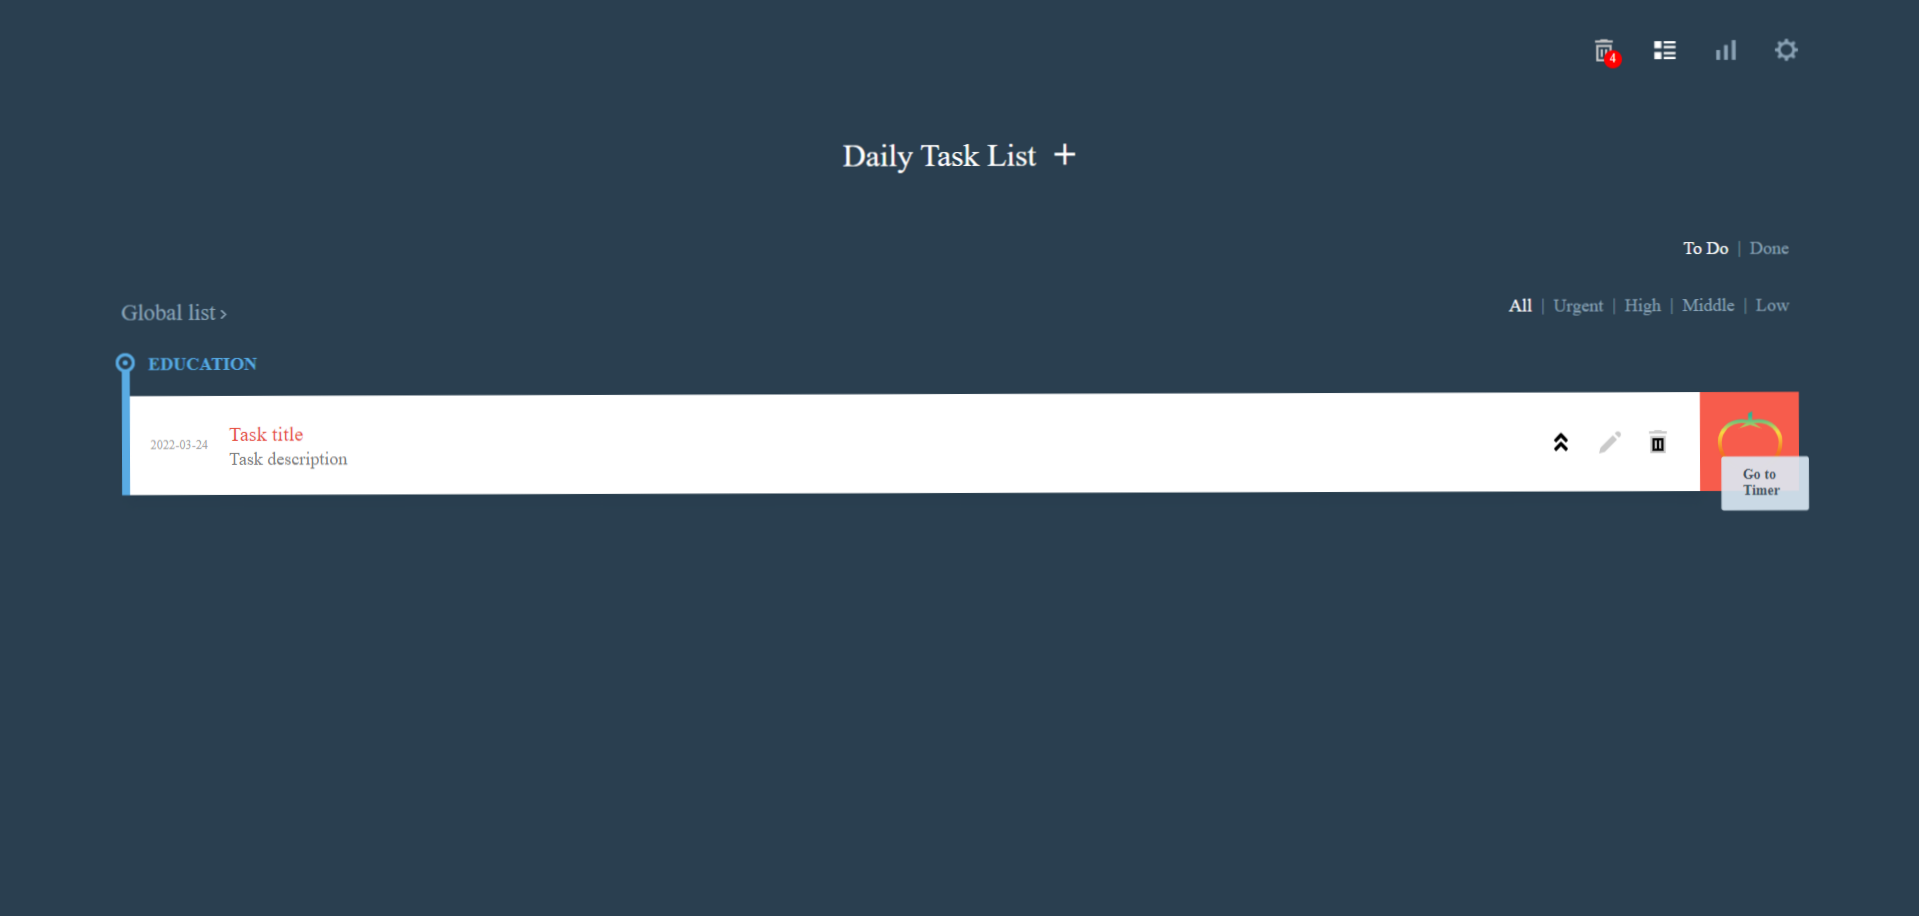 4
Daily Task List +
To Do | Done
Global list ›
All | Urgent | High | Middle | Low
EDUCATION
2022-03-24
Task title
Task description
Go to
Timer